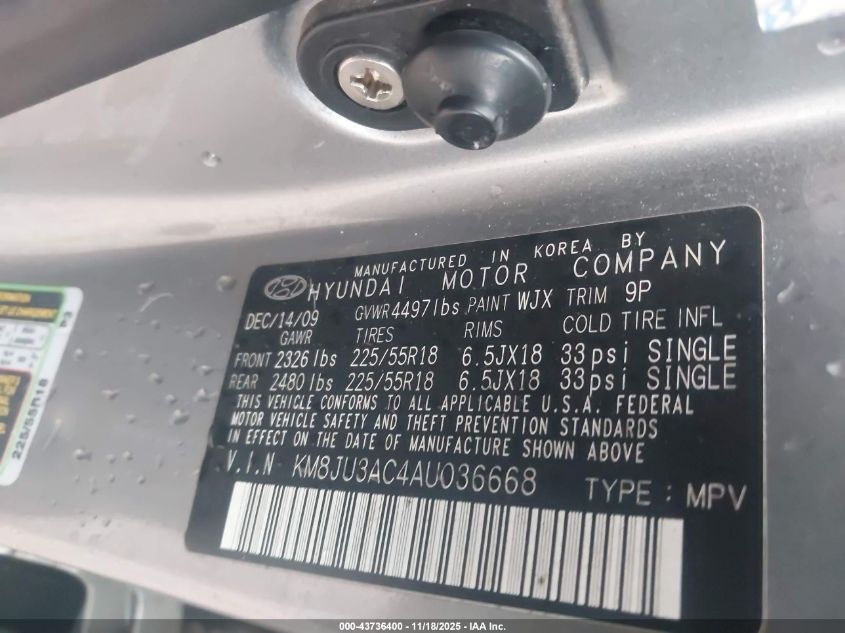 MANUFACTURED IN KOREA BY
HYUNDAI MOTOR COMPANY
DEC/14/09 GVWR 4497lbs PAINT WJX TRIM 9P
GAWR TIRES RIMS COLD TIRE INFL
FRONT 2326 lbs 225/55R18 6.5JX18 33psi SINGLE
REAR 2480 lbs 225/55R18 6.5JX18 33psi SINGLE
THIS VEHICLE CONFORMS TO ALL APPLICABLE U.S.A. FEDERAL
MOTOR VEHICLE SAFETY AND THEFT PREVENTION STANDARDS
IN EFFECT ON THE DATE OF MANUFACTURE SHOWN ABOVE
V.I.N KM8JU3AC4AU036668 TYPE : MPV
225/55R18
000-43736400 - 11/18/2025 - IAA Inc.